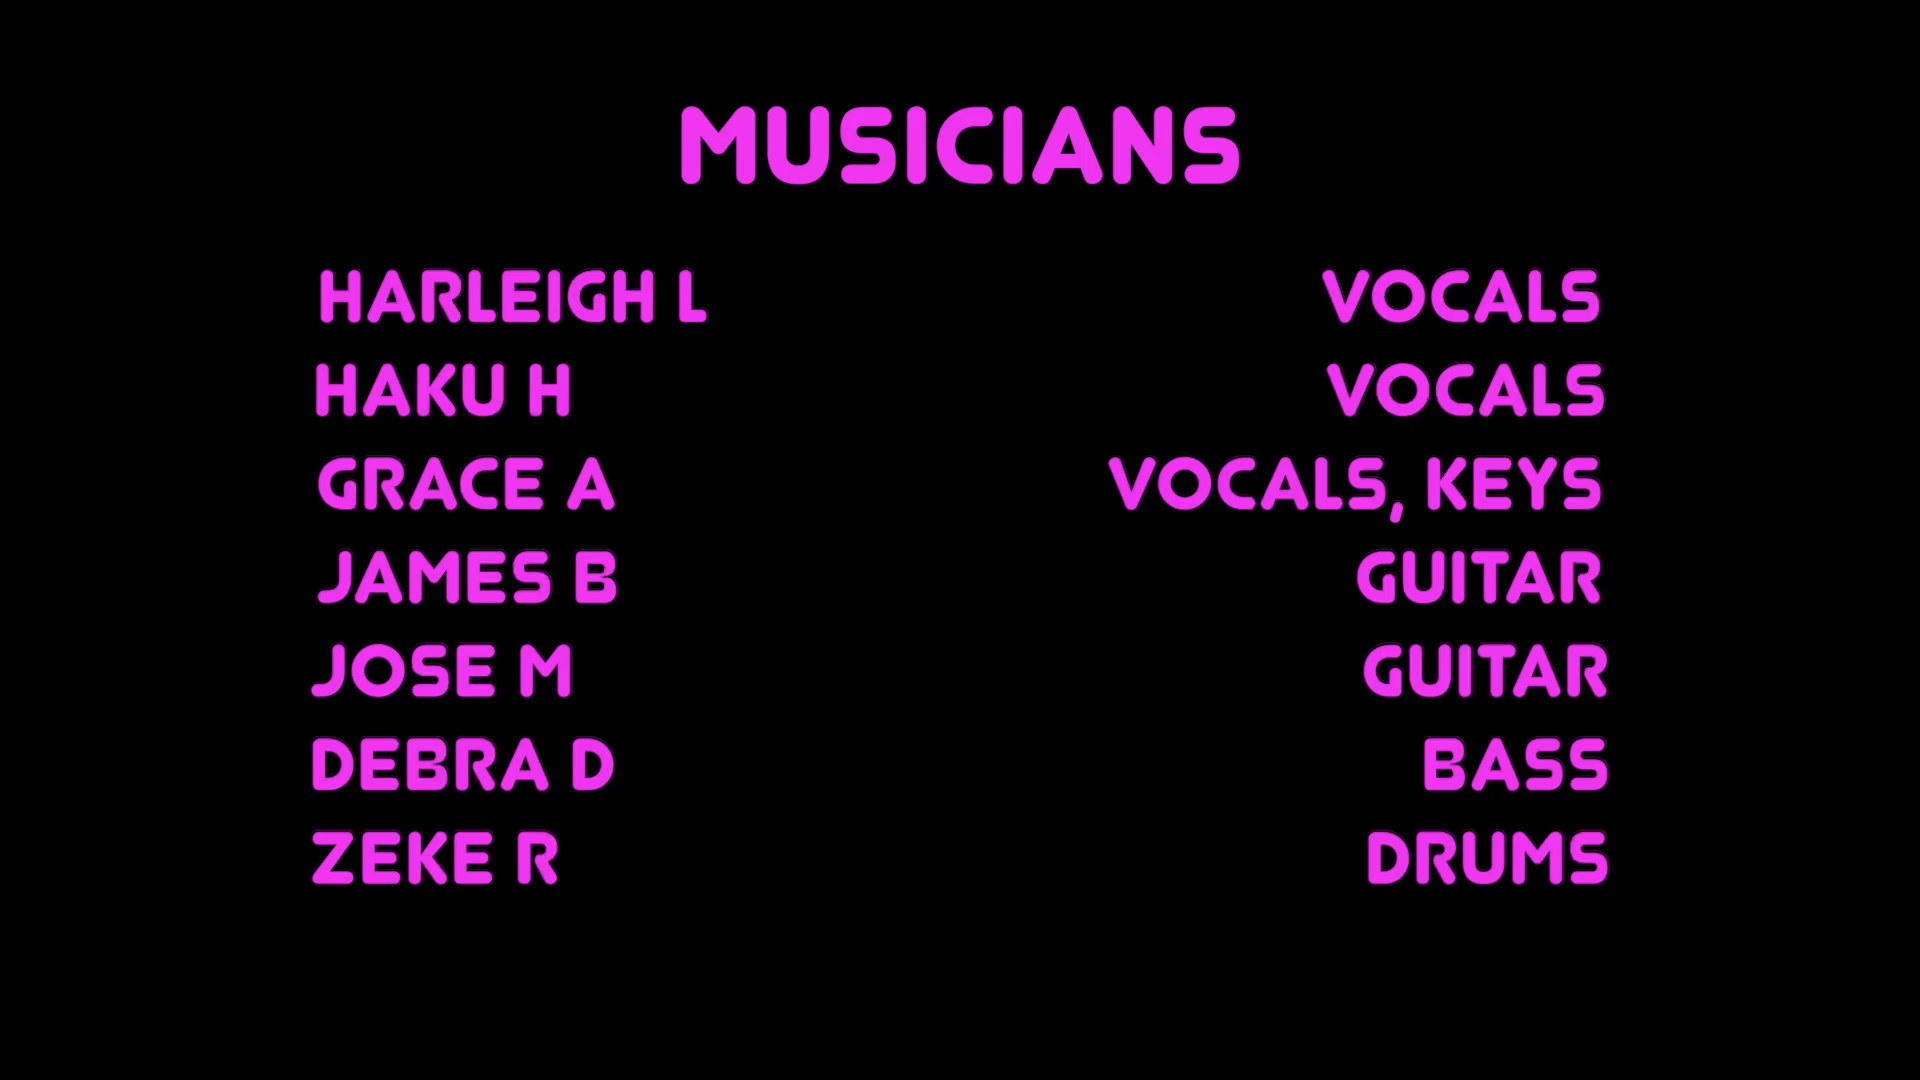 MUSICIANS
HARLEIGH L VOCALS
HAKU H VOCALS
GRACE A VOCALS, KEYS
JAMES B GUITAR
JOSE M GUITAR
DEBRA D BASS
ZEKE R DRUMS